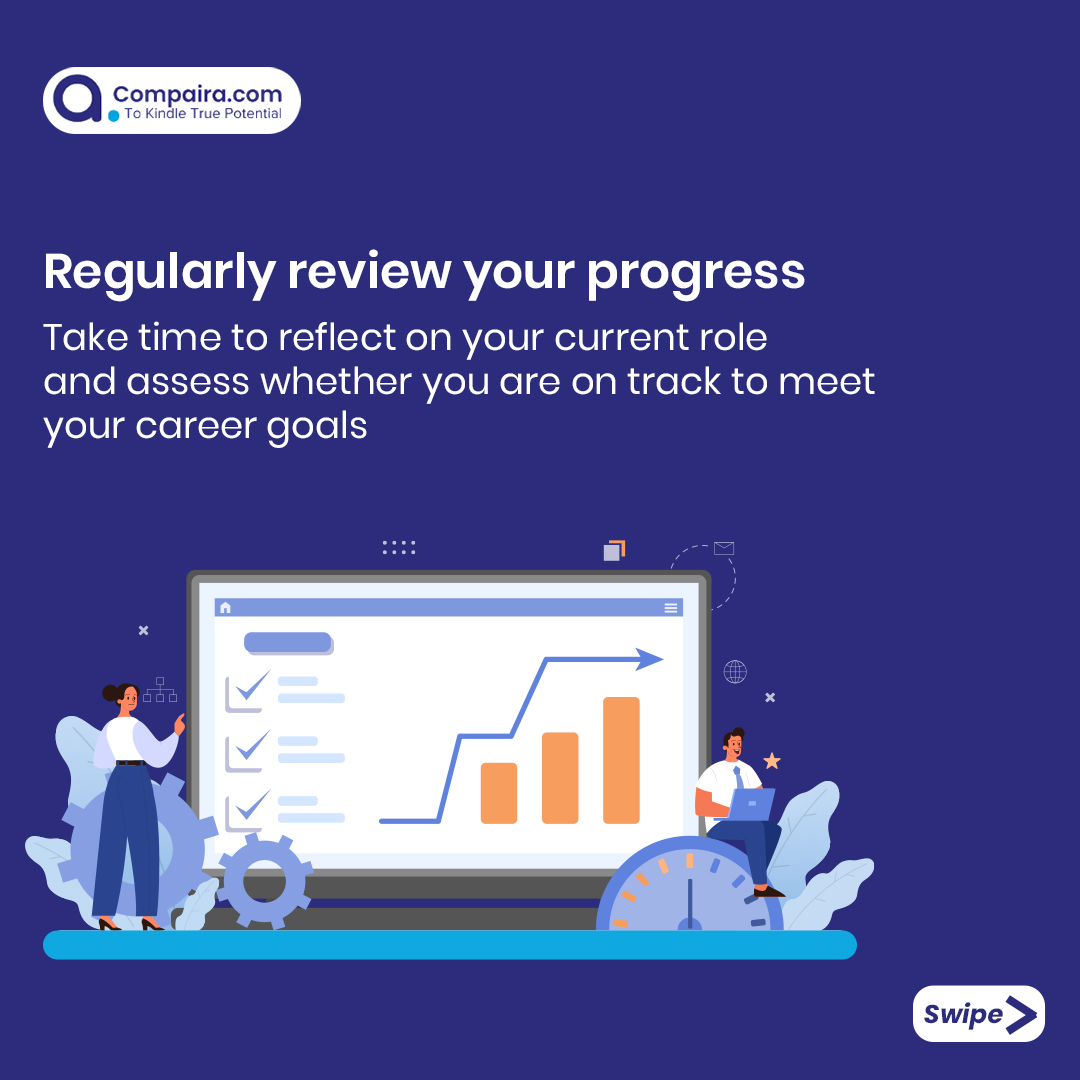 Compaira.com
To Kindle True Potential
Regularly review your progress
Take time to reflect on your current role
and assess whether you are on track to meet
your career goals
Swipe